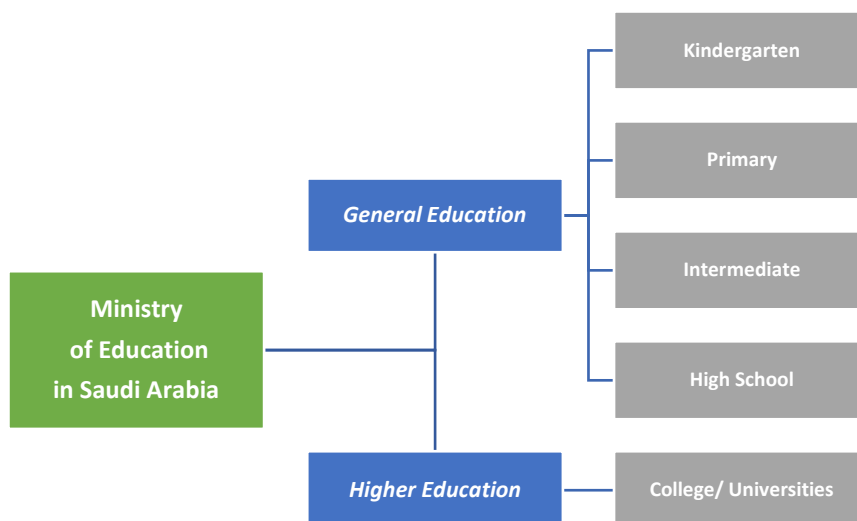 Ministry
of Education
in Saudi Arabia
General Education
Higher Education
Kindergarten
Primary
Intermediate
High School
College/ Universities